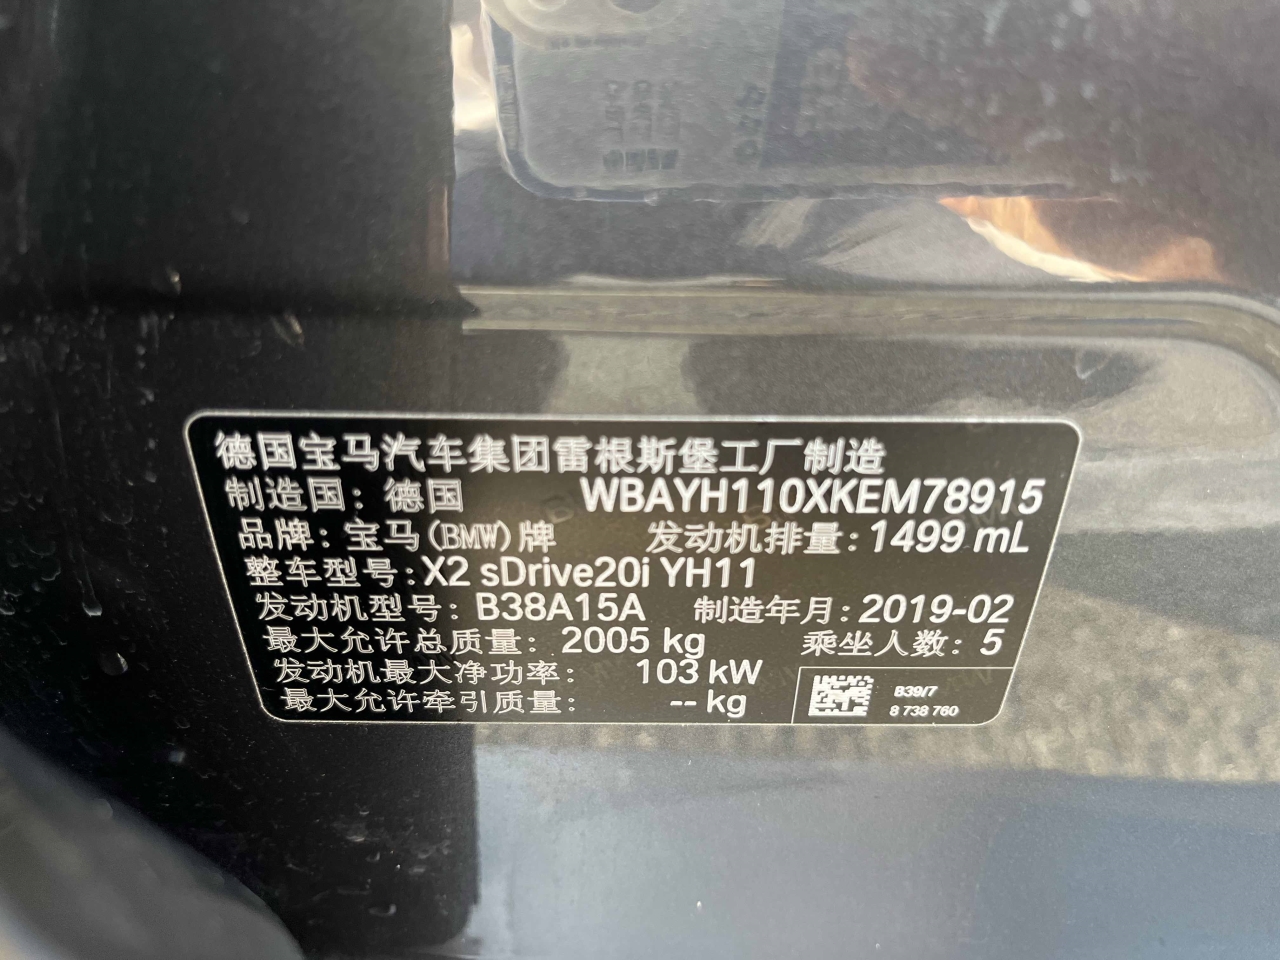 德国宝马汽车集团雷根斯堡工厂制造
制造国：德国 WBAYH110XKEM78915
品牌：宝马(BMW)牌 发动机排量：1499 mL
整车型号：X2 sDrive20i YH11
发动机型号：B38A15A 制造年月：2019-02
最大允许总质量：2005 kg 乘坐人数：5
发动机最大净功率：103 kW
最大允许牵引质量：-- kg
B39/7
8 738 760